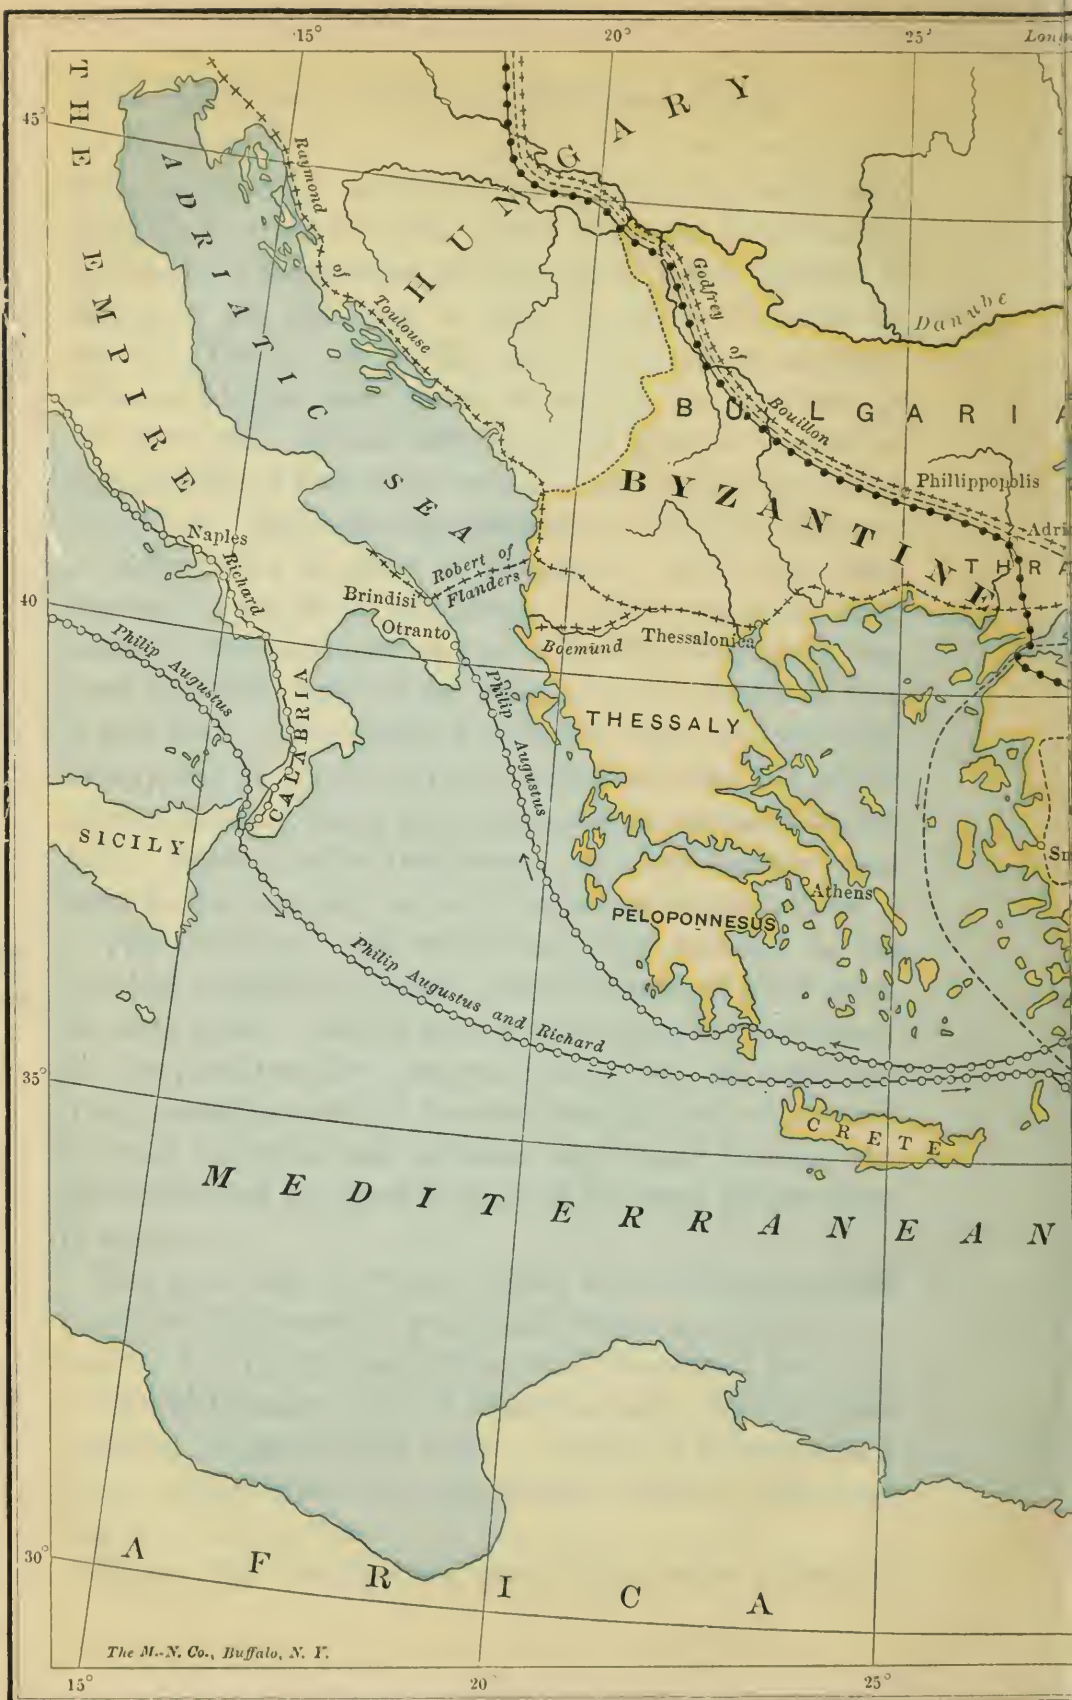 15°
20°
25°
45°
THE EMPIRE
ADRIATIC SEA
Raymond of Toulouse
HUNGARY
Godfrey of Bouillon
Danube
BULGARIA
BYZANTINE
Phillippopolis
Adri
THRA
Naples
Richard
Robert of
Flanders
Brindisi
40
Otranto
Boemund
Thessalonica
Philip Augustus
CALABRIA
Philip Augustus
THESSALY
SICILY
Sm
Athens
PELOPONNESUS
Philip Augustus and Richard
35°
CRETE
MEDITERRANEAN
30°
AFRICA
The M.-N. Co., Buffalo, N. Y.
15°
20
25°